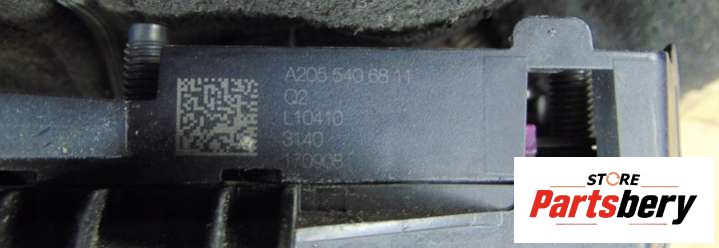 A205 540 68 11
Q2
L10410
3140
170908
STORE
Partsbery